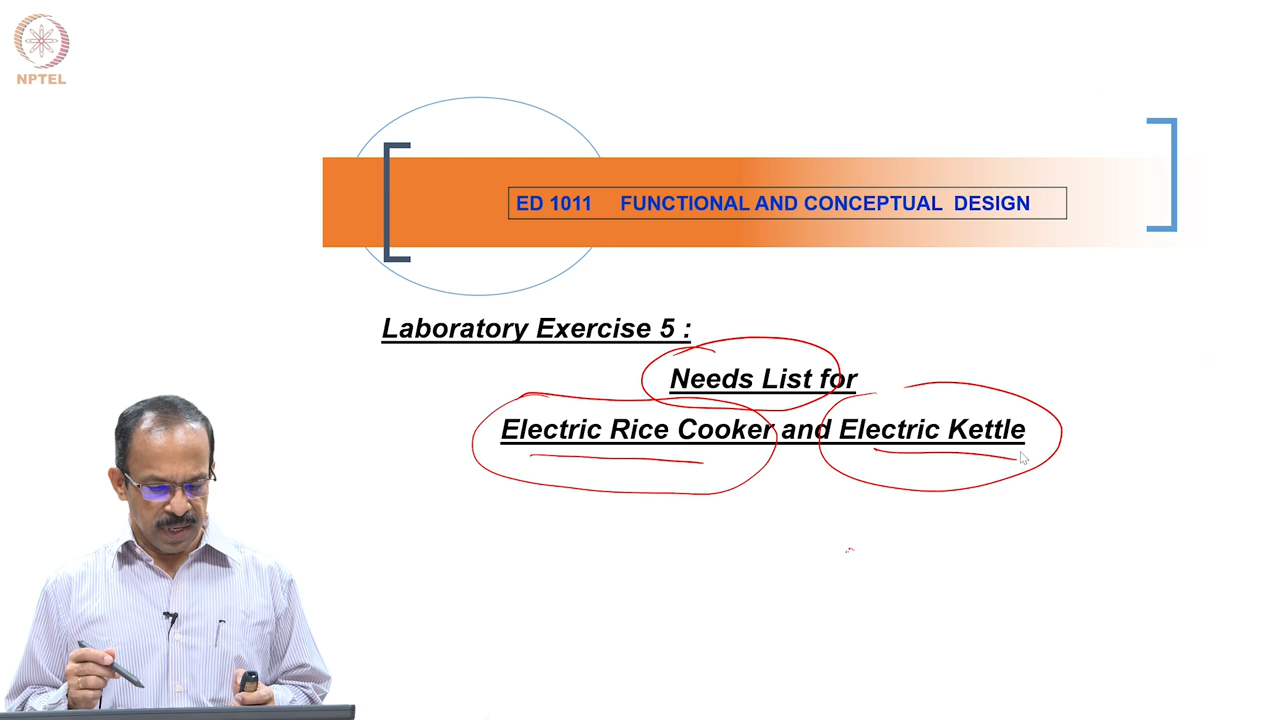 NPTEL
ED 1011 FUNCTIONAL AND CONCEPTUAL DESIGN
Laboratory Exercise 5 :
Needs List for
Electric Rice Cooker and Electric Kettle